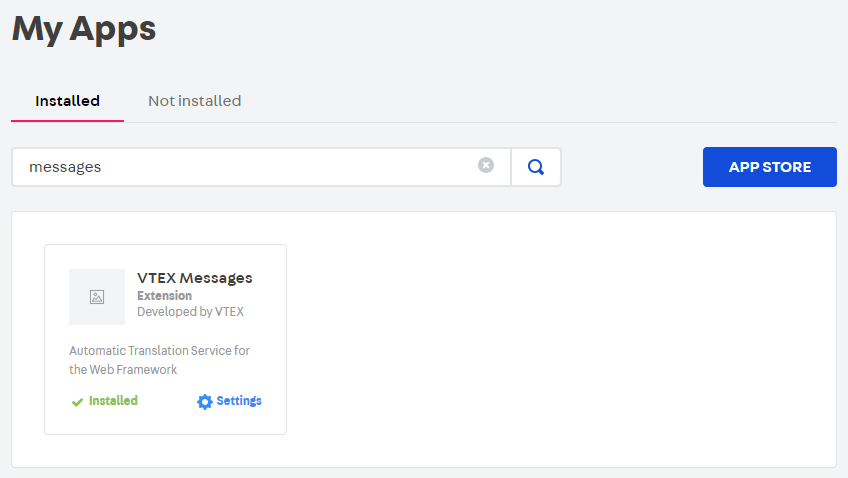 My Apps
Installed
Not installed
messages
APP STORE
VTEX Messages
Extension
Developed by VTEX
Automatic Translation Service for
the Web Framework
Installed
Settings